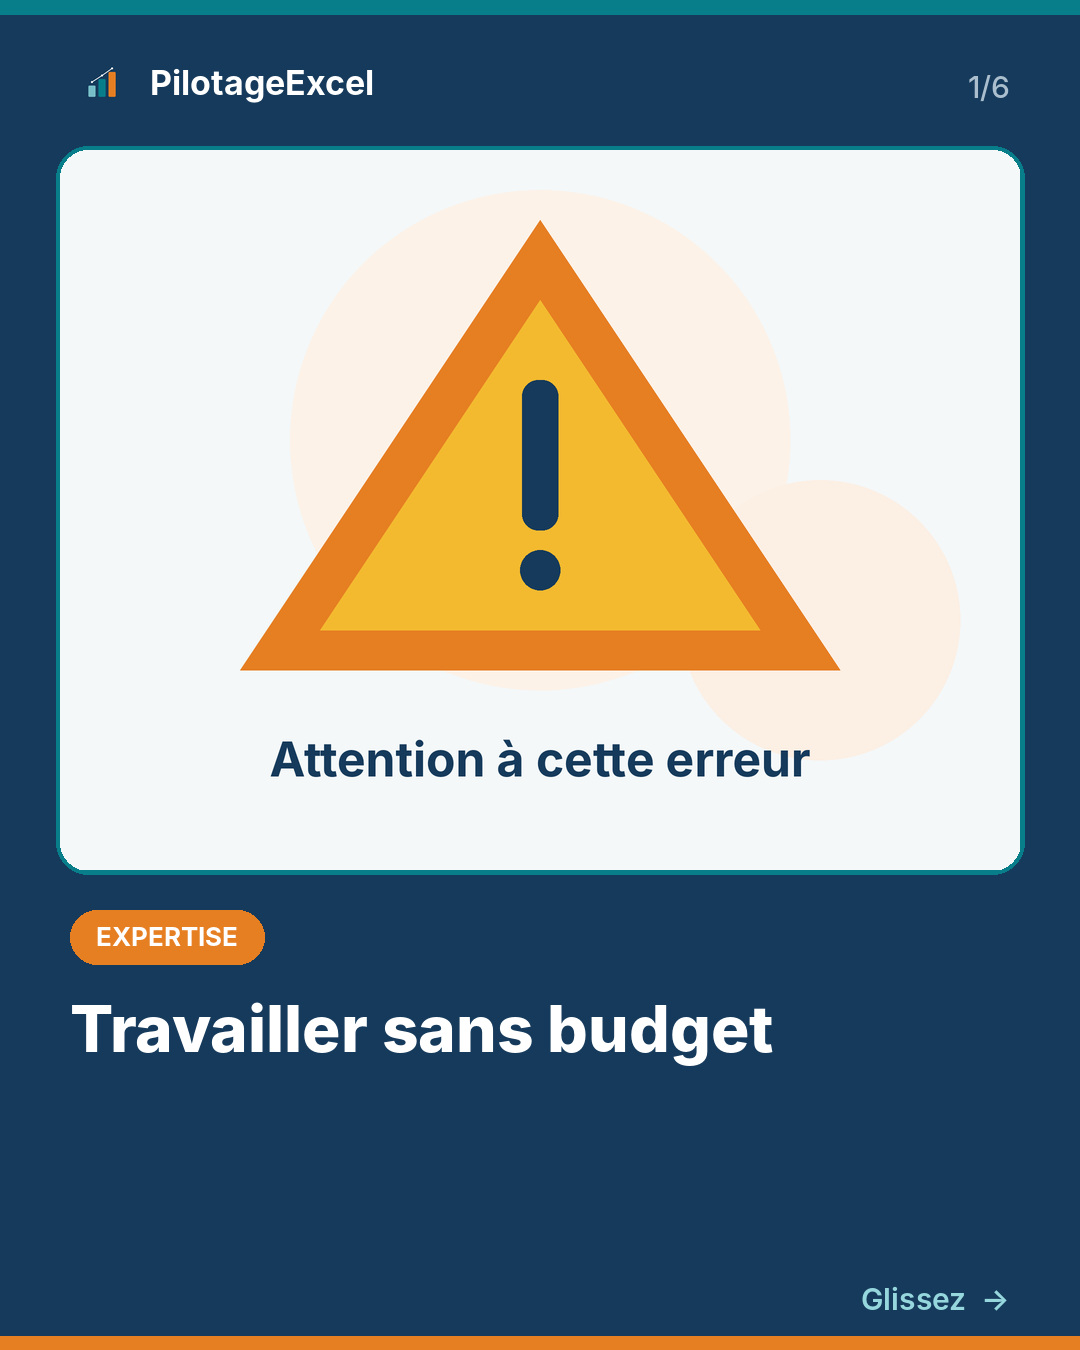 PilotageExcel
1/6
Attention à cette erreur
EXPERTISE
Travailler sans budget
Glissez →